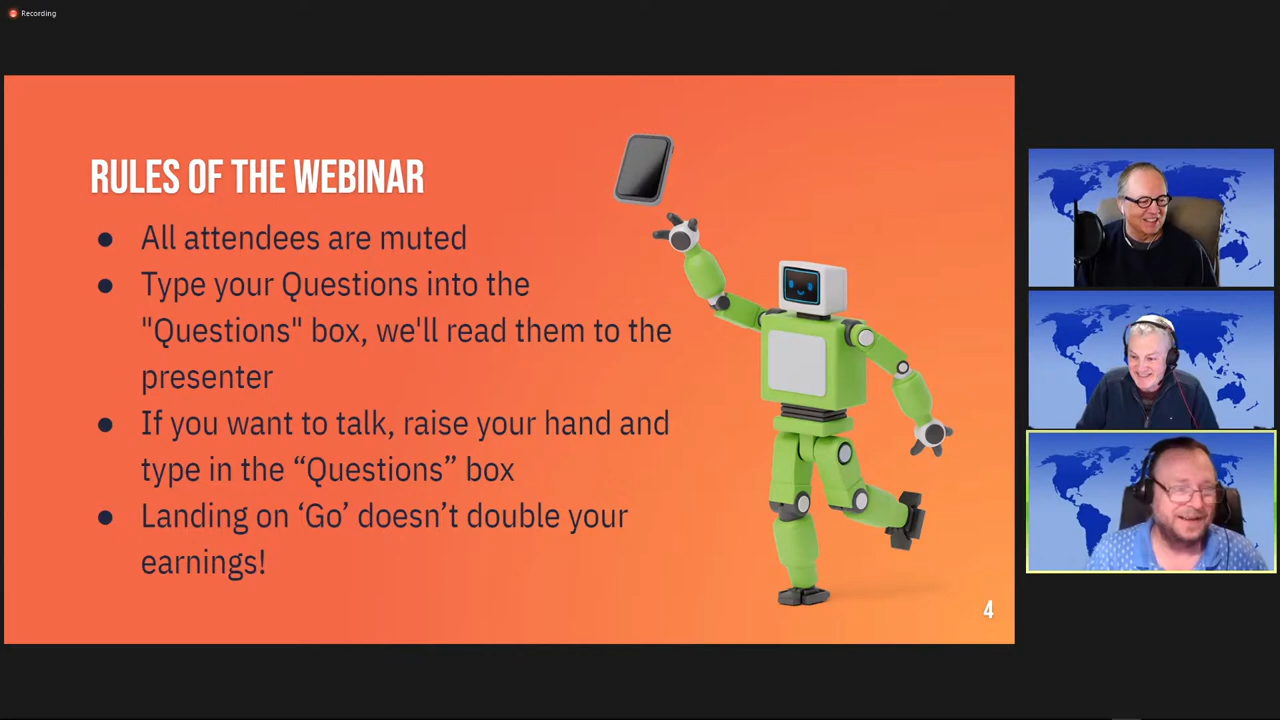 Recording
RULES OF THE WEBINAR
● All attendees are muted
● Type your Questions into the
"Questions" box, we'll read them to the
presenter
● If you want to talk, raise your hand and
type in the “Questions” box
● Landing on ‘Go’ doesn’t double your
earnings!
4